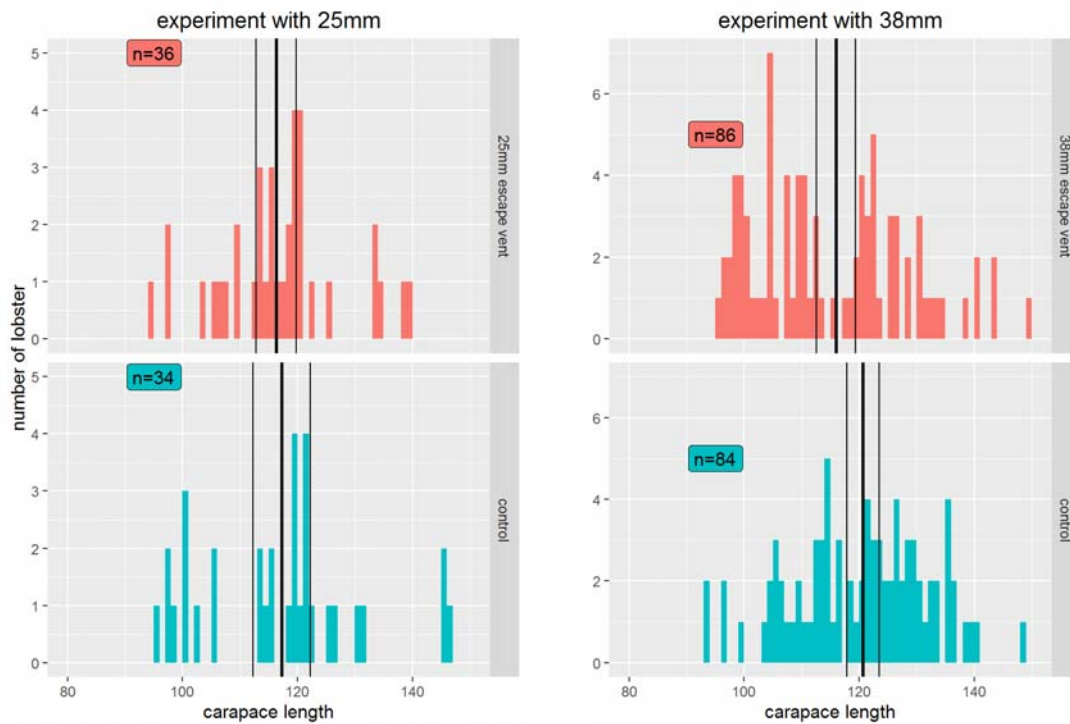 experiment with 25mm
experiment with 38mm
number of lobster
5
4
3
2
1
0
n=36
25mm escape vent
6
4
2
0
n=86
38mm escape vent
5
4
3
2
1
0
n=34
control
6
4
2
0
n=84
control
80 100 120 140
carapace length
80 100 120 140
carapace length